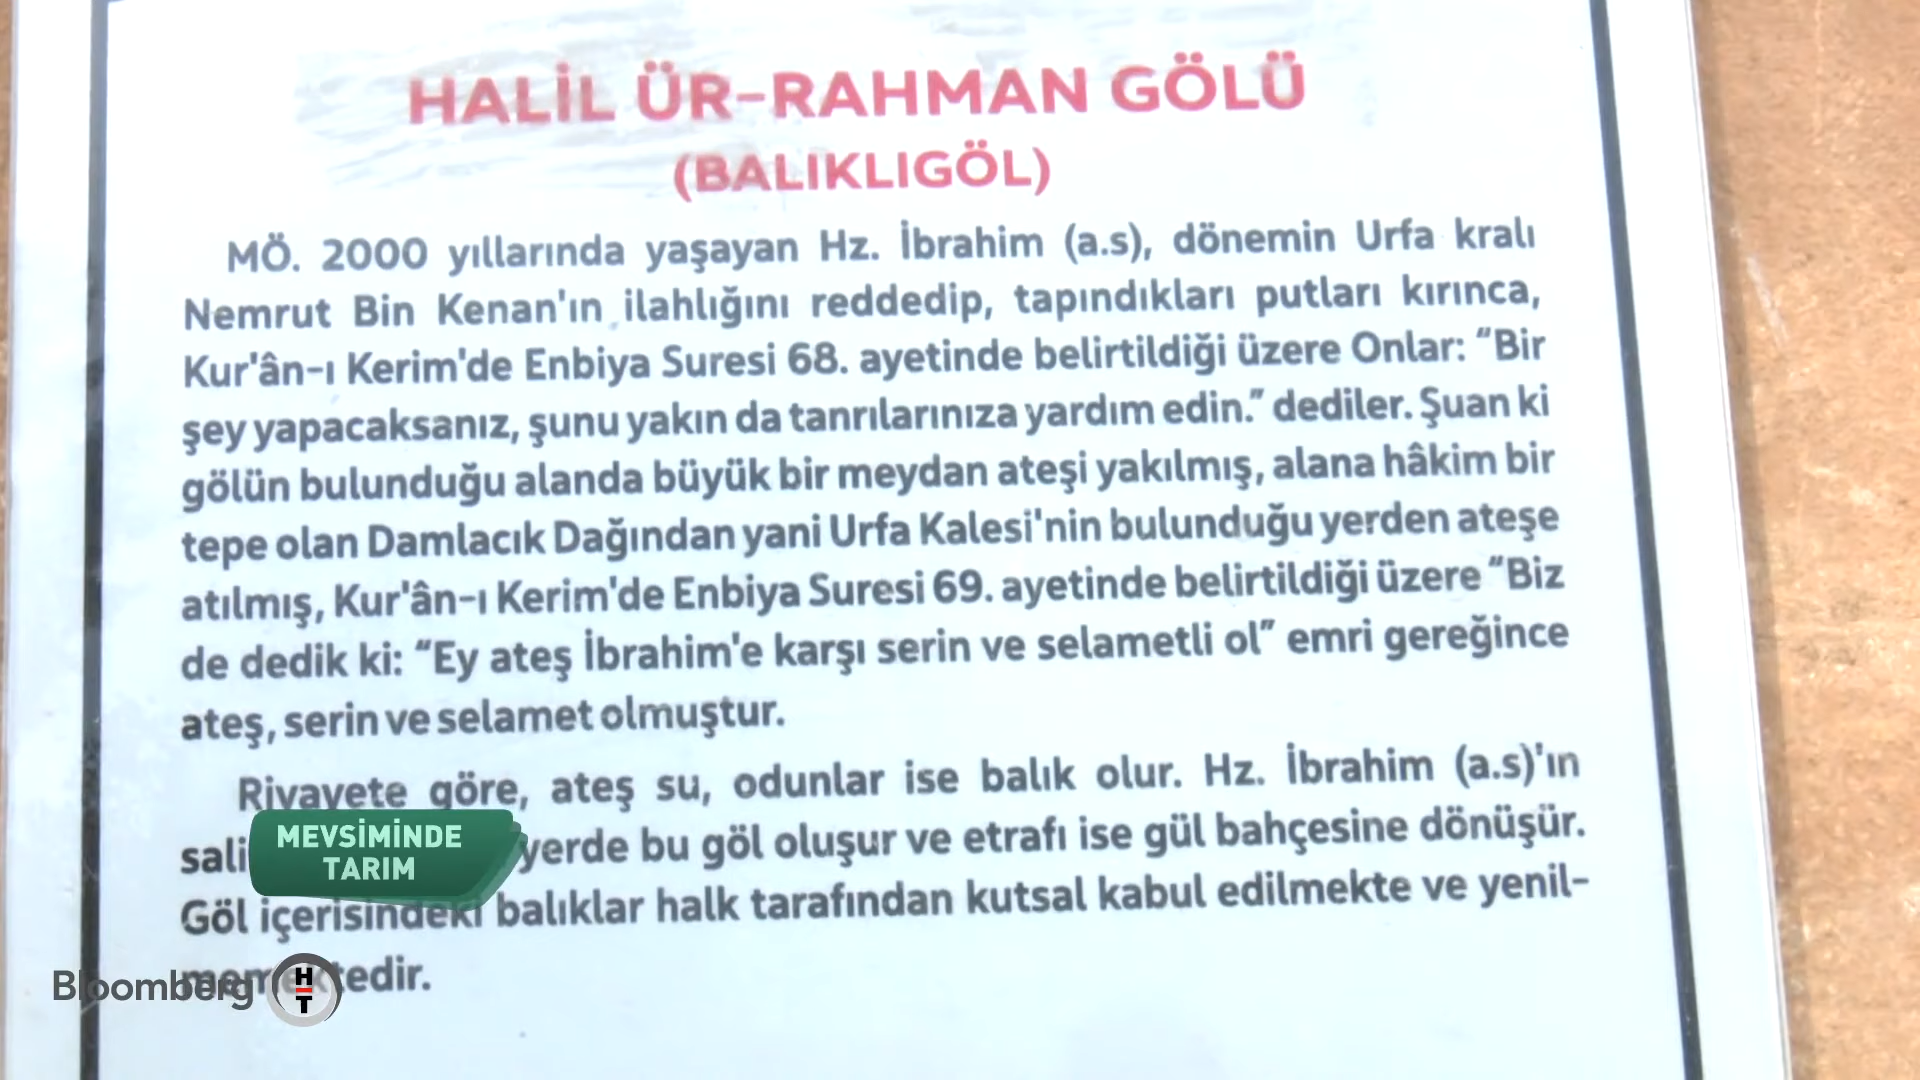 HALİL ÜR-RAHMAN GÖLÜ
(BALIKLIGÖL)
MÖ. 2000 yıllarında yaşayan Hz. İbrahim (a.s), dönemin Urfa kralı
Nemrut Bin Kenan'ın ilahlığını reddedip, tapındıkları putları kırınca,
Kur'ân-ı Kerim'de Enbiya Suresi 68. ayetinde belirtildiği üzere Onlar: “Bir
şey yapacaksanız, şunu yakın da tanrılarınıza yardım edin.” dediler. Şuan ki
gölün bulunduğu alanda büyük bir meydan ateşi yakılmış, alana hâkim bir
tepe olan Damlacık Dağından yani Urfa Kalesi'nin bulunduğu yerden ateşe
atılmış, Kur'ân-ı Kerim'de Enbiya Suresi 69. ayetinde belirtildiği üzere “Biz
de dedik ki: “Ey ateş İbrahim'e karşı serin ve selametli ol” emri gereğince
ateş, serin ve selamet olmuştur.
Rivayete göre, ateş su, odunlar ise balık olur. Hz. İbrahim (a.s)'ın
yerde bu göl oluşur ve etrafı ise gül bahçesine dönüşür.
Göl içerisindeki balıklar halk tarafından kutsal kabul edilmekte ve yenil-
memektedir.
MEVSİMİNDE
TARIM
Bloomberg HT